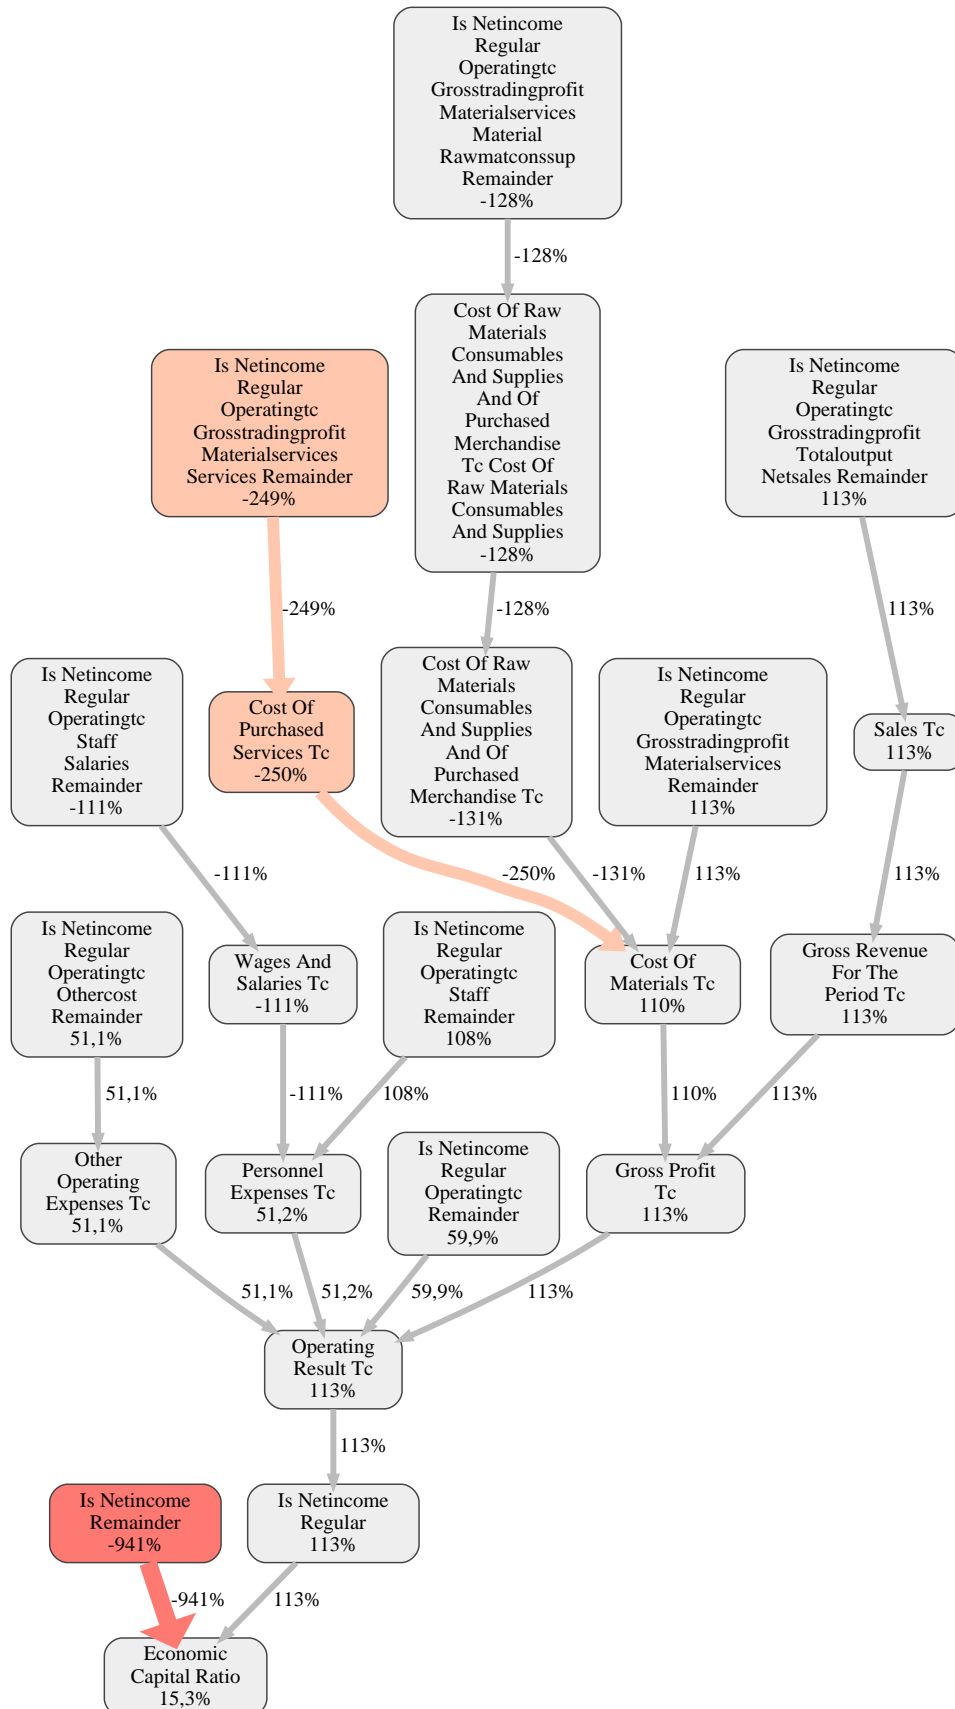 Is Netincome
Regular
Operatingtc
Grosstradingprofit
Materialservices
Material
Rawmatconssup
Remainder
-128%
-128%
Cost Of Raw
Materials
Consumables
And Supplies
And Of
Purchased
Merchandise
Tc Cost Of
Raw Materials
Consumables
And Supplies
-128%
Is Netincome
Regular
Operatingtc
Grosstradingprofit
Materialservices
Services Remainder
-249%
Is Netincome
Regular
Operatingtc
Grosstradingprofit
Totaloutput
Netsales Remainder
113%
-249%
-128%
113%
Is Netincome
Regular
Operatingtc
Staff
Salaries
Remainder
-111%
Cost Of
Purchased
Services Tc
-250%
Cost Of Raw
Materials
Consumables
And Supplies
And Of
Purchased
Merchandise Tc
-131%
Is Netincome
Regular
Operatingtc
Grosstradingprofit
Materialservices
Remainder
113%
Sales Tc
113%
-111%
-250%
-131%
113%
113%
Is Netincome
Regular
Operatingtc
Othercost
Remainder
51,1%
Wages And
Salaries Tc
-111%
Is Netincome
Regular
Operatingtc
Staff
Remainder
108%
Cost Of
Materials Tc
110%
Gross Revenue
For The
Period Tc
113%
51,1%
-111%
108%
110%
113%
Other
Operating
Expenses Tc
51,1%
Personnel
Expenses Tc
51,2%
Is Netincome
Regular
Operatingtc
Remainder
59,9%
Gross Profit
Tc
113%
51,1%
51,2%
59,9%
113%
Operating
Result Tc
113%
113%
Is Netincome
Remainder
-941%
Is Netincome
Regular
113%
-941%
113%
Economic
Capital Ratio
15,3%